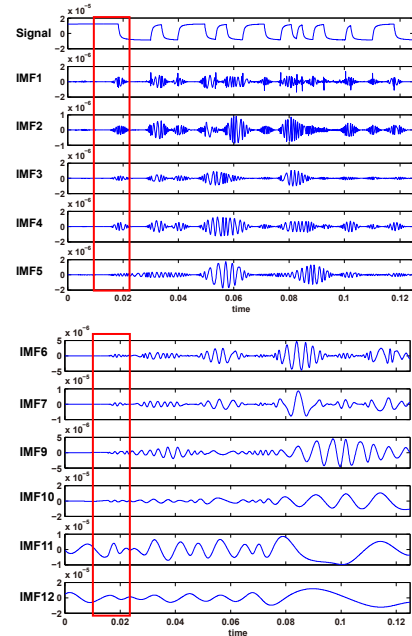 x 10⁻⁵
2
Signal 0
−2
x 10⁻⁶
2
IMF1 0
−2
x 10⁻⁵
1
IMF2 0
−1
x 10⁻⁶
5
IMF3 0
−5
x 10⁻⁶
2
IMF4 0
−2
x 10⁻⁶
2
IMF5 0
−2
0 0.02 0.04 0.06 0.08 0.1 0.12
time
x 10⁻⁶
5
IMF6 0
−5
x 10⁻⁵
1
IMF7 0
−1
x 10⁻⁶
5
IMF9 0
−5
x 10⁻⁵
2
IMF10 0
−2
x 10⁻⁵
1
IMF11 0
−1
x 10⁻⁵
2
IMF12 0
−2
0 0.02 0.04 0.06 0.08 0.1 0.12
time